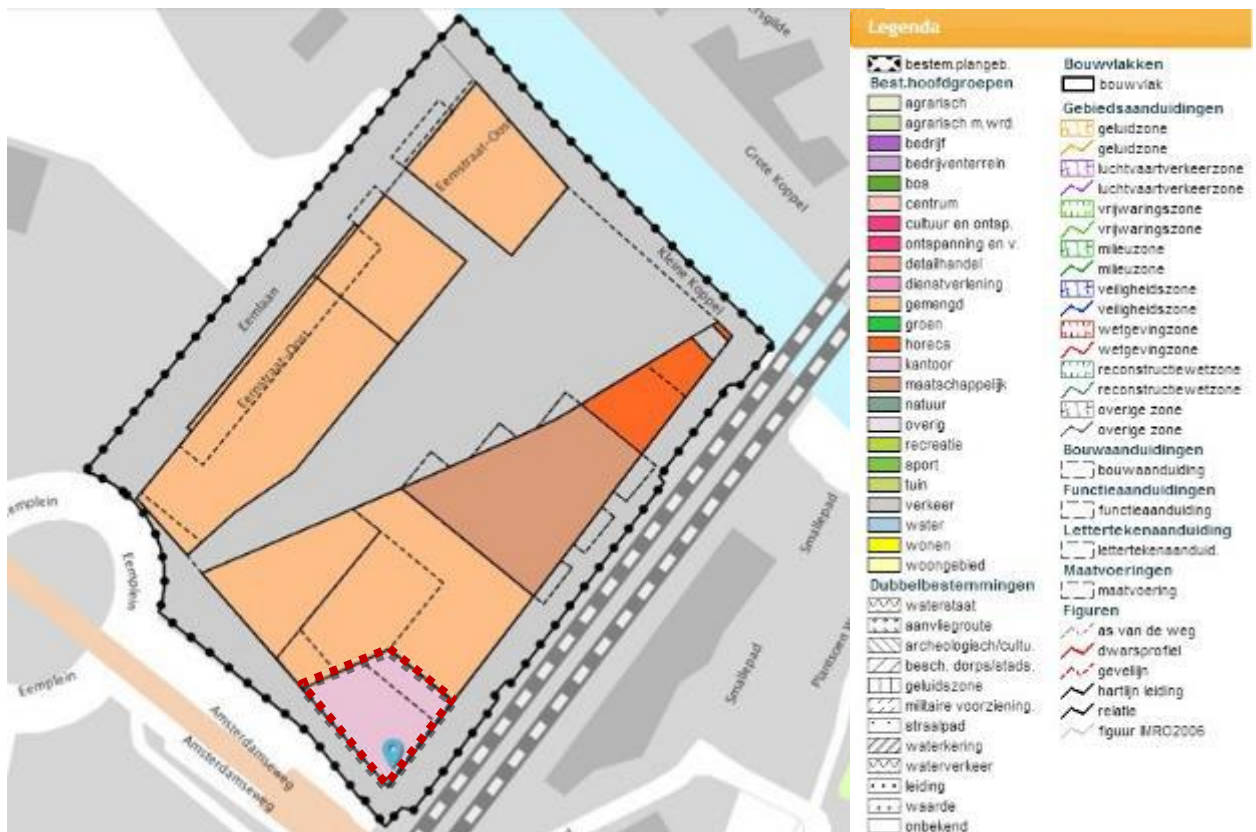 ersgilde
Grote Koppel
Eemstraat-Oost
Kleine Koppel
Eemlaan
Eemstraat-Oost
emplein
Eemplein
Eemplein
Amsterdamseweg
Amsterdamseweg
Smallepad
Smallepad
Plantsoen W
Legenda
bestem.plangeb.
Best.hoofdgroepen
agrarisch
agrarisch m.wrd.
bedrijf
bedrijventerrein
bos
centrum
cultuur en ontsp.
ontspanning en v.
detailhandel
dienstverlening
gemengd
groen
horeca
kantoor
maatschappelijk
natuur
overig
recreatie
sport
tuin
verkeer
water
wonen
woongebied
Dubbelbestemmingen
waterstaat
aanvliegroute
archeologisch/cultu.
besch. dorps/stads.
geluidszone
militaire voorziening.
straalpad
waterkering
waterverkeer
leiding
waarde
onbekend
Bouwvlakken
bouwvlak
Gebiedsaanduidingen
geluidzone
geluidzone
luchtvaartverkeerzone
luchtvaartverkeerzone
vrijwaringszone
vrijwaringszone
milieuzone
milieuzone
veiligheidszone
veiligheidszone
wetgevingzone
wetgevingzone
reconstructiewetzone
reconstructiewetzone
overige zone
overige zone
Bouwaanduidingen
bouwaanduiding
Functieaanduidingen
functieaanduiding
Lettertekenaanduiding
lettertekenaanduid.
Maatvoeringen
maatvoering
Figuren
as van de weg
dwarsprofiel
gevellijn
hartlijn leiding
relatie
figuur IMRO2006